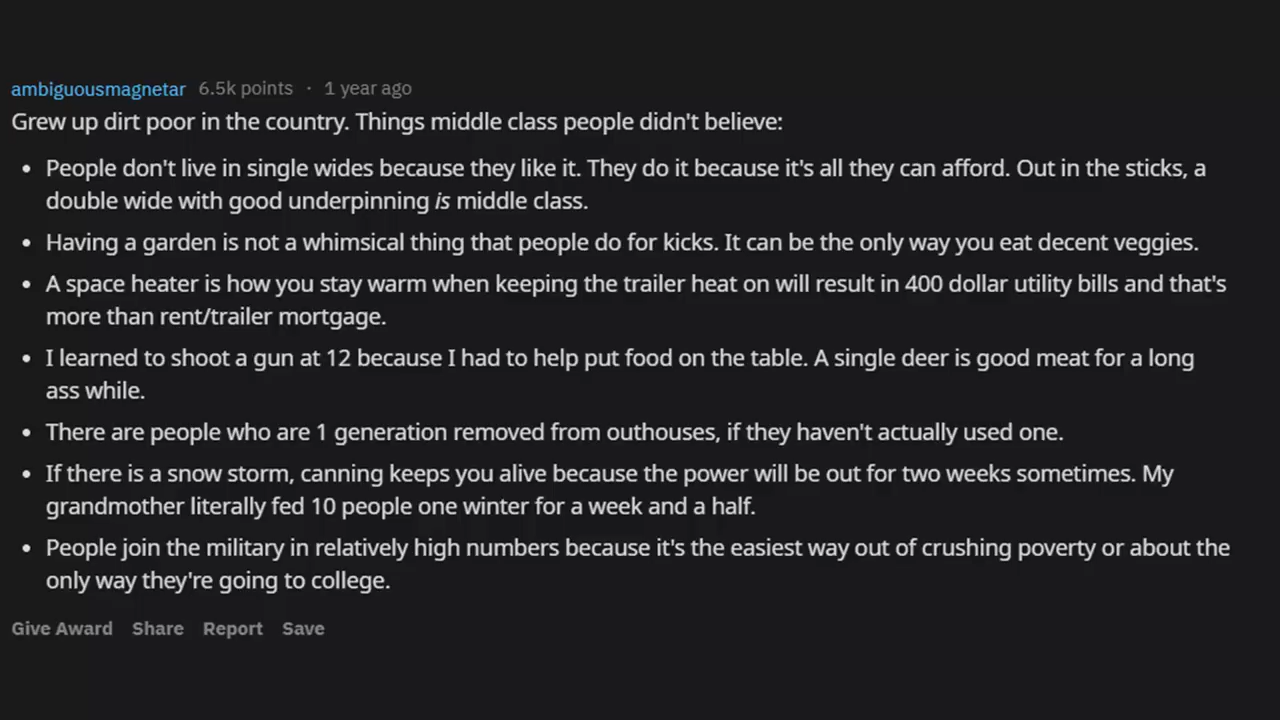 ambiguousmagnetar 6.5k points · 1 year ago
Grew up dirt poor in the country. Things middle class people didn't believe:
• People don't live in single wides because they like it. They do it because it's all they can afford. Out in the sticks, a
double wide with good underpinning is middle class.
• Having a garden is not a whimsical thing that people do for kicks. It can be the only way you eat decent veggies.
• A space heater is how you stay warm when keeping the trailer heat on will result in 400 dollar utility bills and that's
more than rent/trailer mortgage.
• I learned to shoot a gun at 12 because I had to help put food on the table. A single deer is good meat for a long
ass while.
• There are people who are 1 generation removed from outhouses, if they haven't actually used one.
• If there is a snow storm, canning keeps you alive because the power will be out for two weeks sometimes. My
grandmother literally fed 10 people one winter for a week and a half.
• People join the military in relatively high numbers because it's the easiest way out of crushing poverty or about the
only way they're going to college.
Give Award Share Report Save